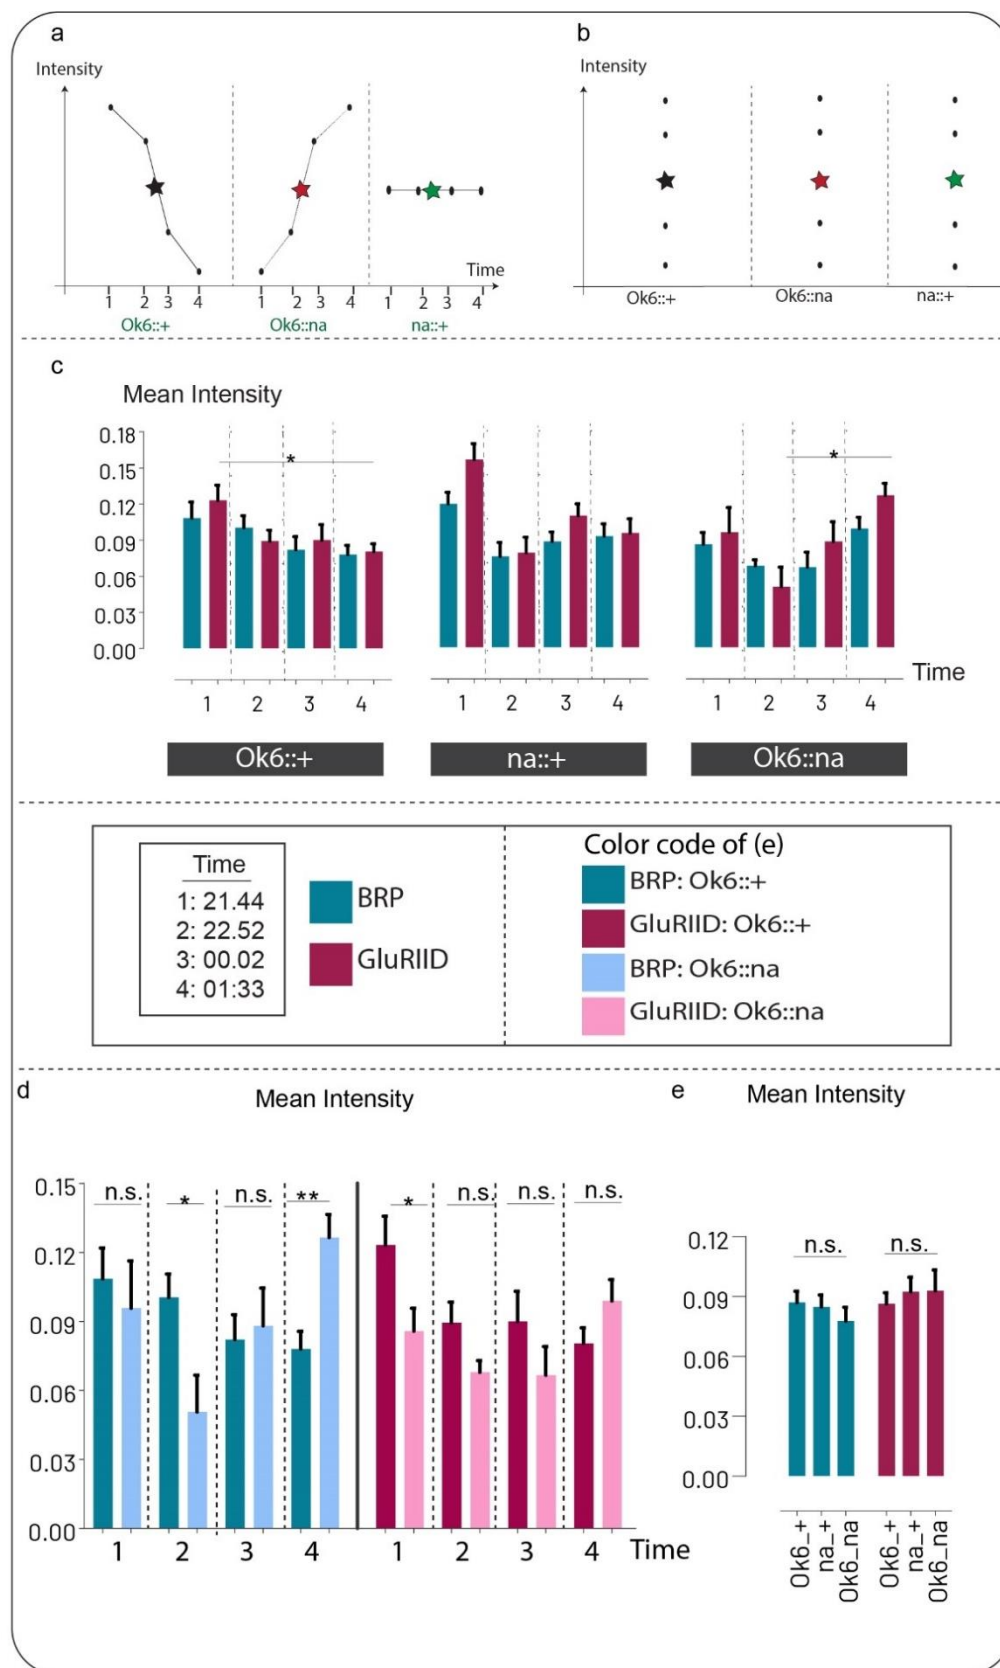 a
Intensity
Time
1 2 3 4 1 2 3 4 1 2 3 4
Ok6::+ Ok6::na na::+
b
Intensity
Ok6::+ Ok6::na na::+
c
Mean Intensity
0.18
0.15
0.12
0.09
0.06
0.03
0.00
* *
Time
1 2 3 4 1 2 3 4 1 2 3 4
Ok6::+ na::+ Ok6::na
Time
1: 21.44
2: 22.52
3: 00.02
4: 01:33
BRP
GluRIID
Color code of (e)
BRP: Ok6::+
GluRIID: Ok6::+
BRP: Ok6::na
GluRIID: Ok6::na
d
Mean Intensity
0.15
0.12
0.09
0.06
0.03
0.00
n.s. * n.s. ** * n.s. n.s. n.s.
1 2 3 4 1 2 3 4 Time
e
Mean Intensity
0.12
0.09
0.06
0.03
0.00
n.s. n.s.
Ok6_+
na_+
Ok6_na
Ok6_+
na_+
Ok6_na